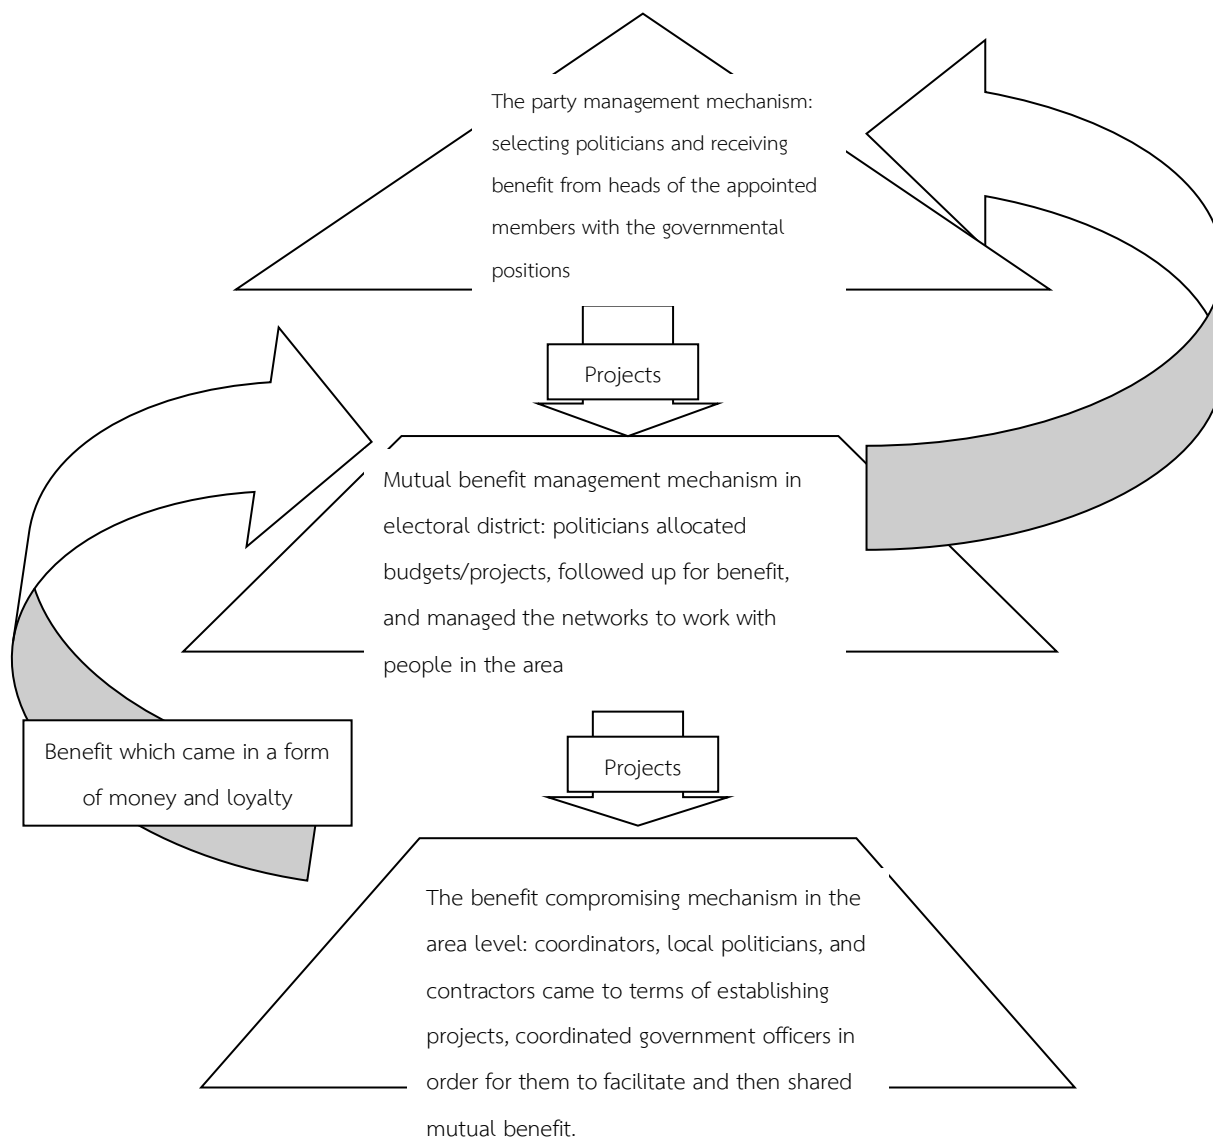 The party management mechanism:
selecting politicians and receiving
benefit from heads of the appointed
members with the governmental
positions
Projects
Mutual benefit management mechanism in
electoral district: politicians allocated
budgets/projects, followed up for benefit,
and managed the networks to work with
people in the area
Projects
Benefit which came in a form
of money and loyalty
The benefit compromising mechanism in the
area level: coordinators, local politicians, and
contractors came to terms of establishing
projects, coordinated government officers in
order for them to facilitate and then shared
mutual benefit.